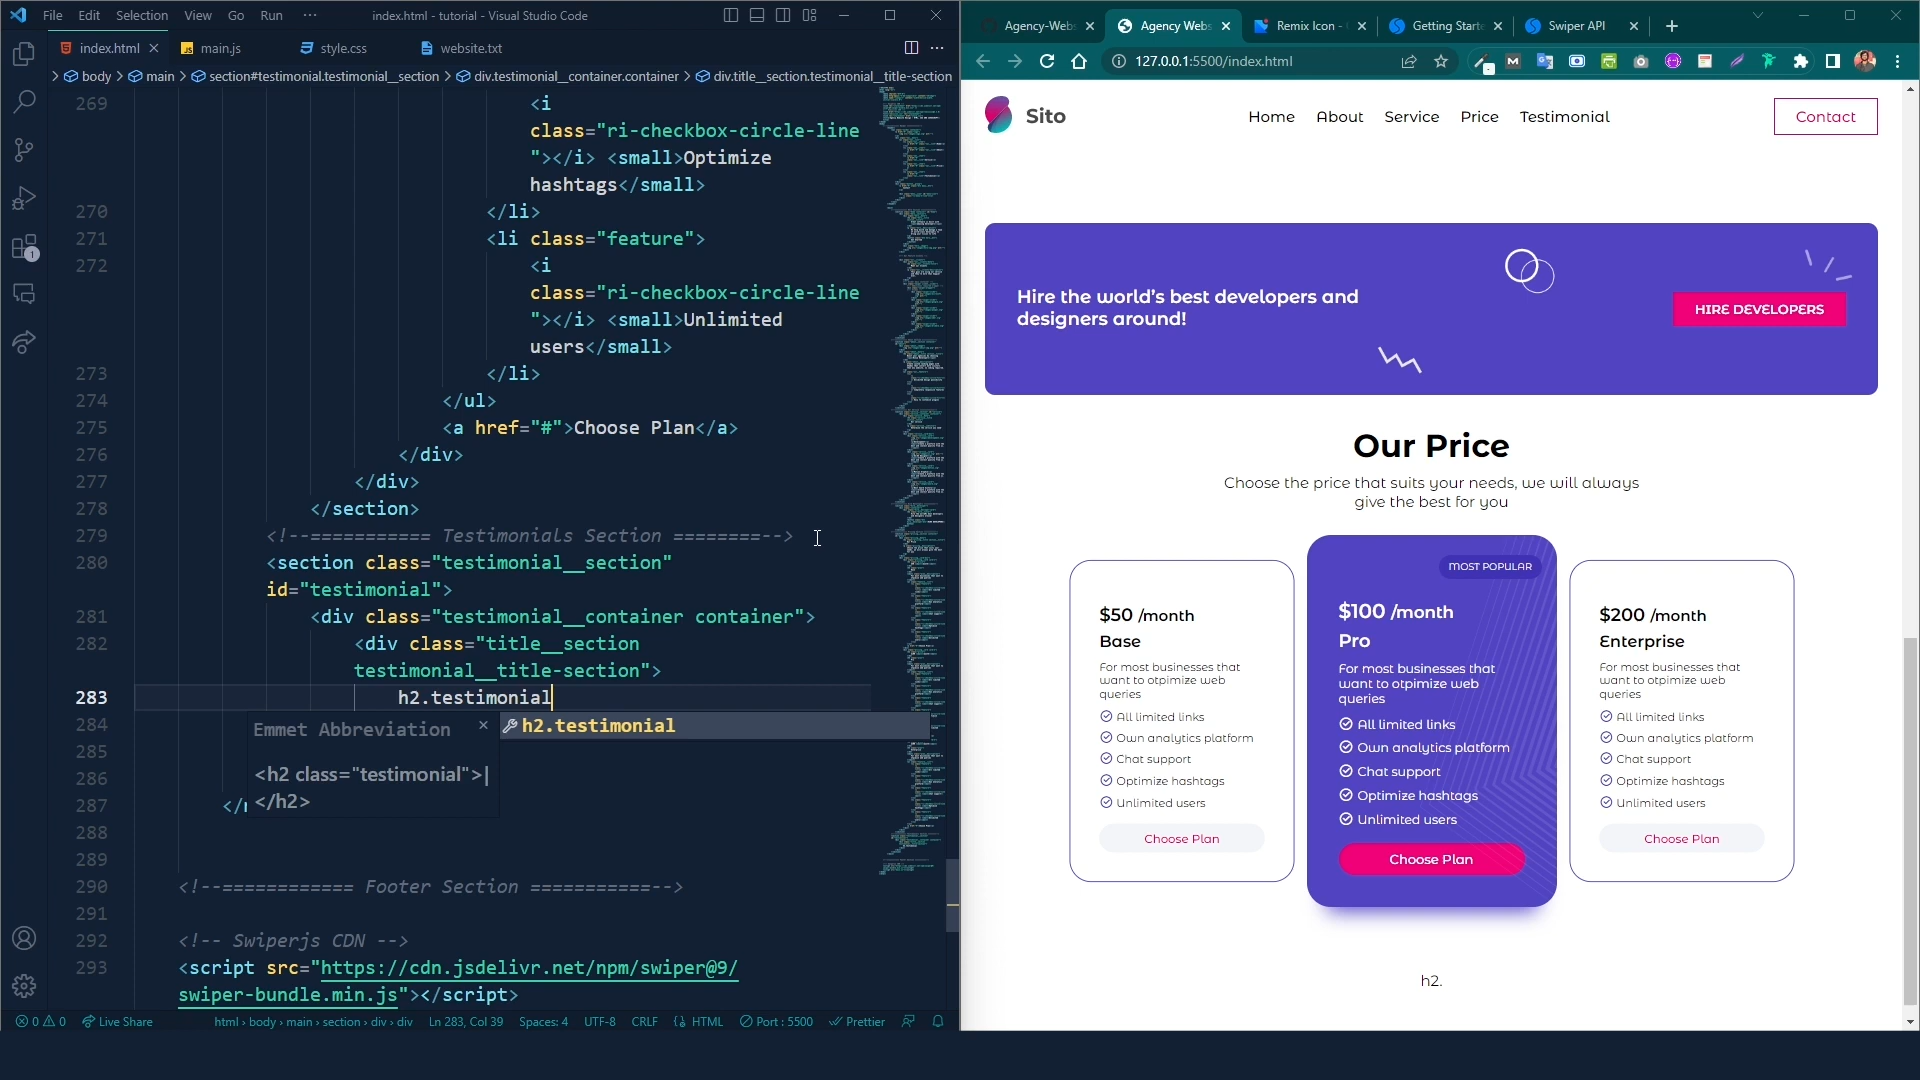 File Edit Selection View Go Run ··· index.html - tutorial - Visual Studio Code
index.html main.js style.css website.txt
body > main > section#testimonial.testimonial__section > div.testimonial__container.container > div.title__section.testimonial__title-section
269 <i
class="ri-checkbox-circle-line
"></i> <small>Optimize
hashtags</small>
270 </li>
271 <li class="feature">
272 <i
class="ri-checkbox-circle-line
"></i> <small>Unlimited
users</small>
273 </li>
274 </ul>
275 <a href="#">Choose Plan</a>
276 </div>
277 </div>
278 </section>
279 <!--=========== Testimonials Section ========-->
280 <section class="testimonial__section"
id="testimonial">
281 <div class="testimonial__container container">
282 <div class="title__section
testimonial__title-section">
283 h2.testimonial
284
285
286
287 </
288
289
290 <!--============ Footer Section ===========-->
291
292 <!-- Swiperjs CDN -->
293 <script src="https://cdn.jsdelivr.net/npm/swiper@9/
swiper-bundle.min.js"></script>
Emmet Abbreviation ×
<h2 class="testimonial">|
</h2>
h2.testimonial
1
0 0 Live Share html › body › main › section › div › div Ln 283, Col 39 Spaces: 4 UTF-8 CRLF HTML Port : 5500 Prettier
Agency-Webs Agency Webs Remix Icon - Getting Starte Swiper API
127.0.0.1:5500/index.html
Sito
Home About Service Price Testimonial
Contact
Hire the world's best developers and
designers around!
HIRE DEVELOPERS
Our Price
Choose the price that suits your needs, we will always
give the best for you
$50 /month
Base
For most businesses that
want to otpimize web
queries
All limited links
Own analytics platform
Chat support
Optimize hashtags
Unlimited users
Choose Plan
MOST POPULAR
$100 /month
Pro
For most businesses that
want to otpimize web
queries
All limited links
Own analytics platform
Chat support
Optimize hashtags
Unlimited users
Choose Plan
$200 /month
Enterprise
For most businesses that
want to otpimize web
queries
All limited links
Own analytics platform
Chat support
Optimize hashtags
Unlimited users
Choose Plan
h2.